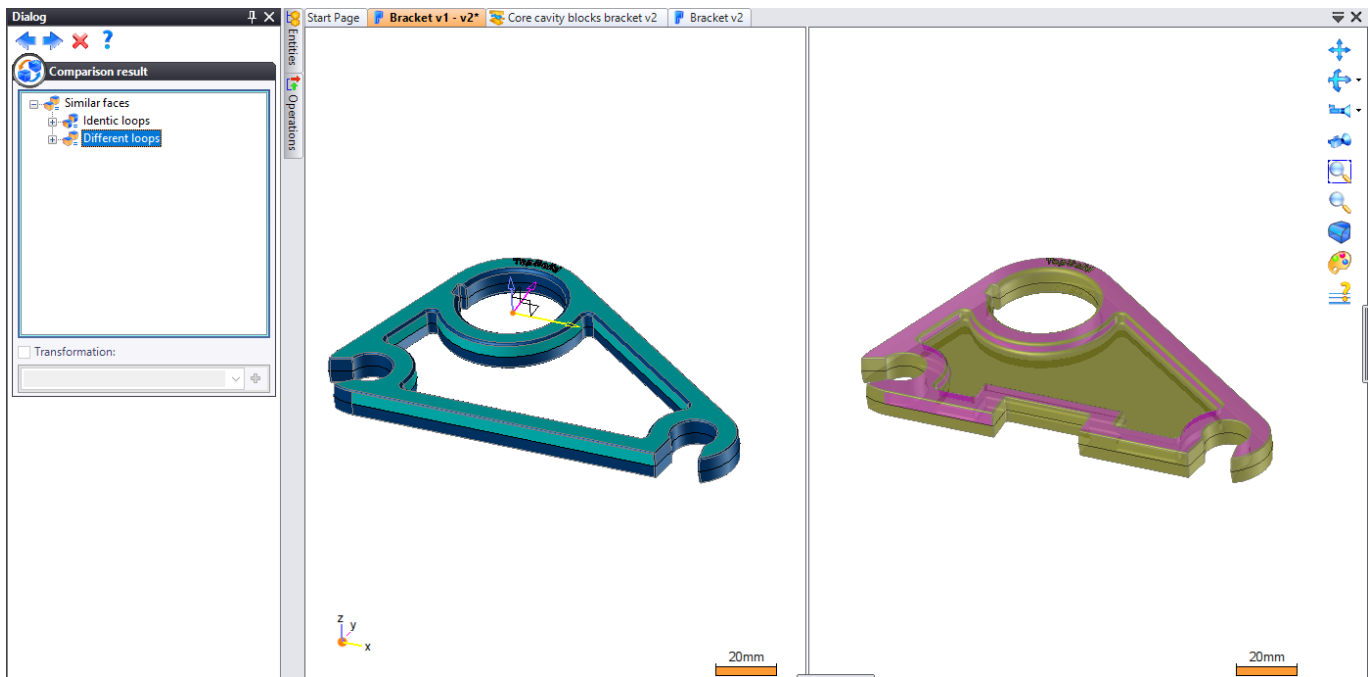 Dialog
Comparison result
Similar faces
Identic loops
Different loops
Transformation:
Entities
Operations
Start Page
Bracket v1 - v2*
Core cavity blocks bracket v2
Bracket v2
z
y
x
20mm
20mm